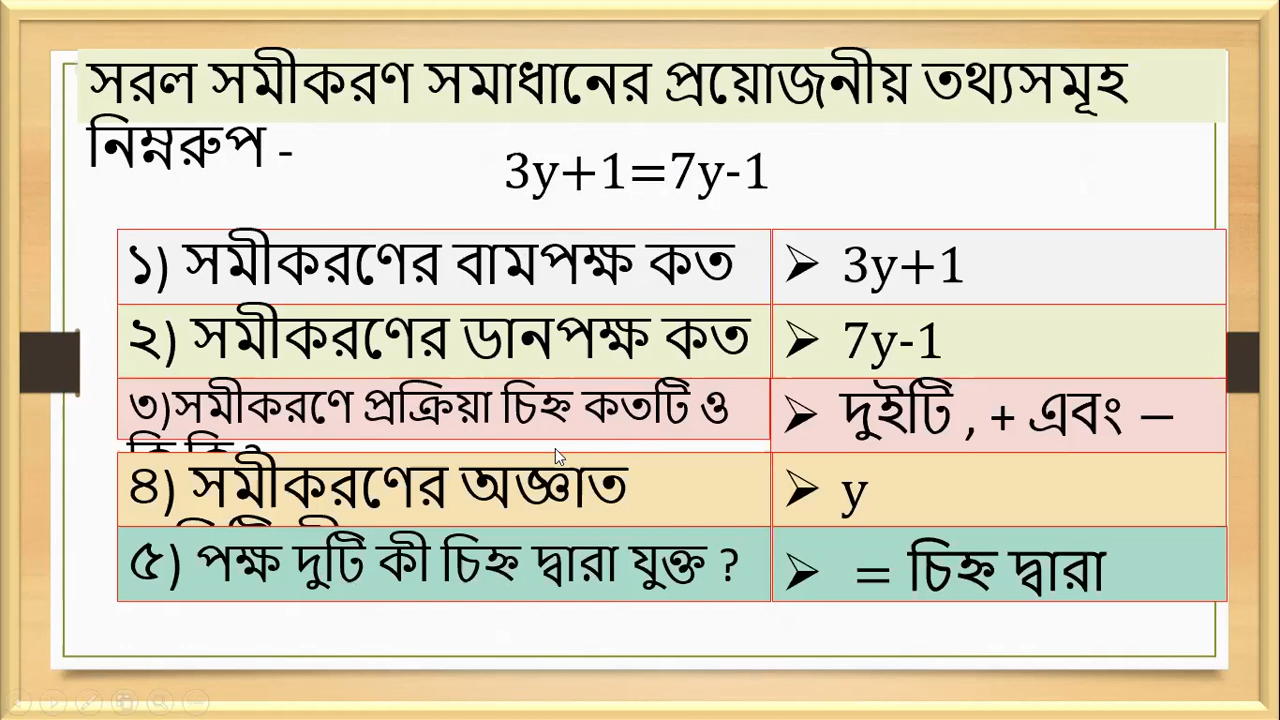 সরল সমীকরণ সমাধানের প্রয়োজনীয় তথ্যসমূহ
নিম্নরুপ -
3y+1=7y-1
১) সমীকরণের বামপক্ষ কত
➢ 3y+1
২) সমীকরণের ডানপক্ষ কত
➢ 7y-1
৩)সমীকরণে প্রক্রিয়া চিহ্ন কতটি ও
➢ দুইটি , + এবং –
৪) সমীকরণের অজ্ঞাত
➢ y
৫) পক্ষ দুটি কী চিহ্ন দ্বারা যুক্ত ?
➢ = চিহ্ন দ্বারা